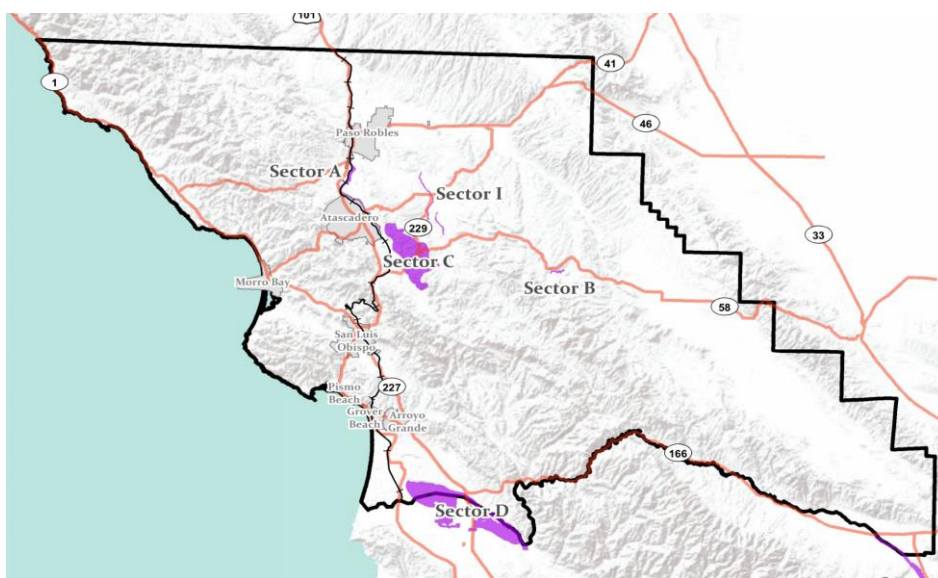 101
41
1
46
Paso Robles
Sector A
Sector I
Atascadero
229
33
Sector C
Morro Bay
Sector B
58
San Luis
Obispo
Pismo
Beach
227
Grover
Beach
Arroyo
Grande
166
Sector D